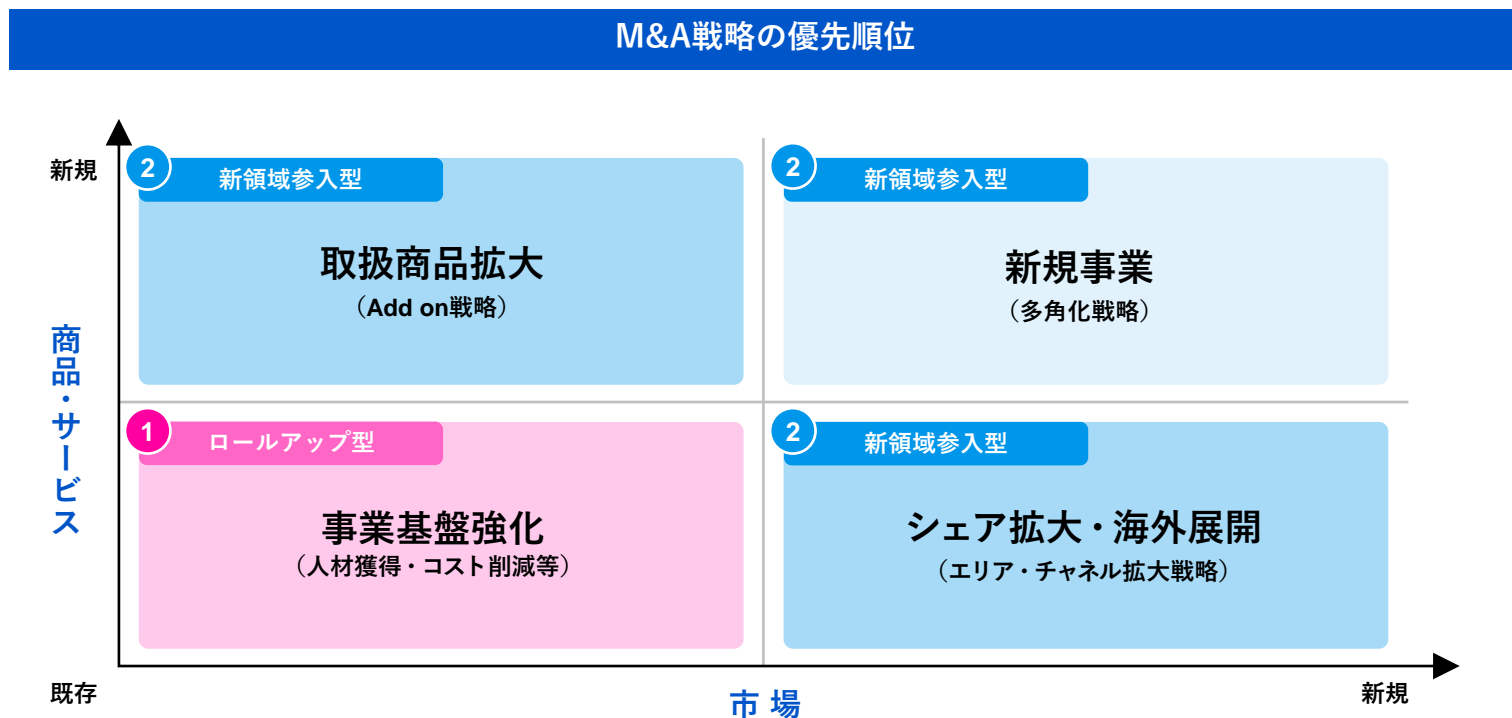 M&A戦略の優先順位
新規
2
新領域参入型
取扱商品拡大
（Add on戦略）
2
新領域参入型
新規事業
（多角化戦略）
商品・サービス
1
ロールアップ型
事業基盤強化
（人材獲得・コスト削減等）
2
新領域参入型
シェア拡大・海外展開
（エリア・チャネル拡大戦略）
既存
市場
新規